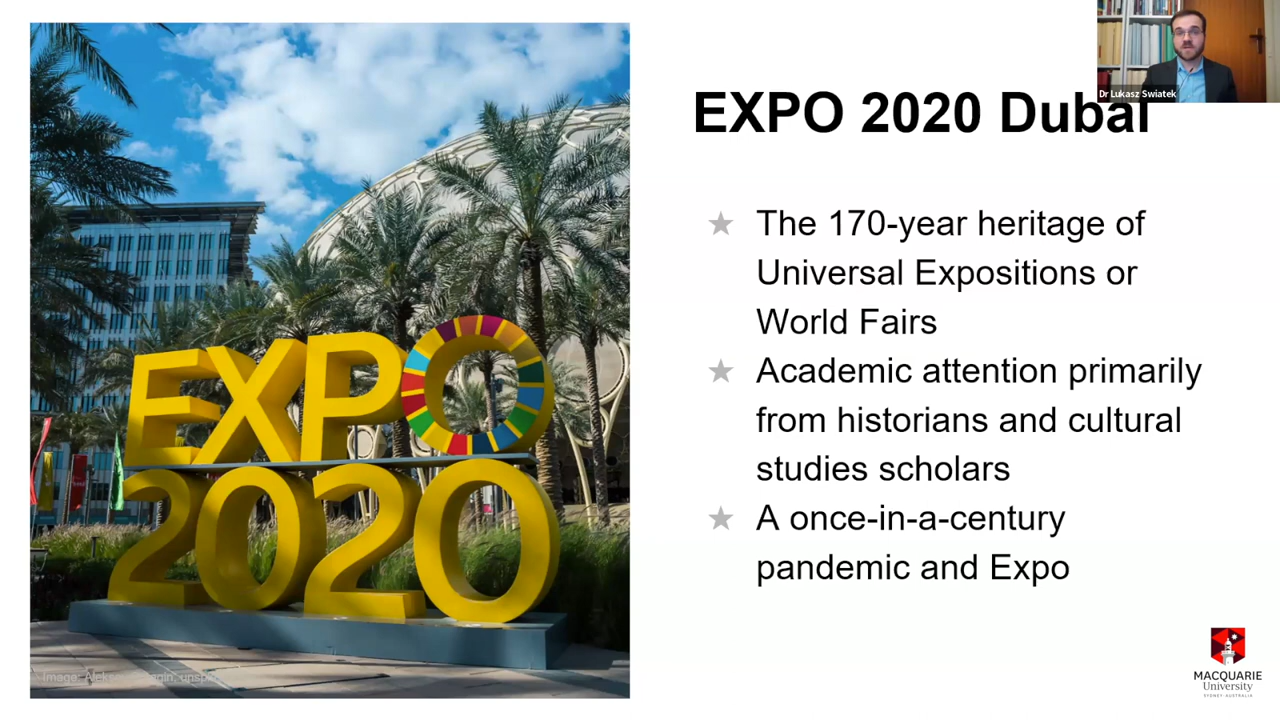 Dr Lukasz Swiatek
EXPO 2020 Dubai
★ The 170-year heritage of
Universal Expositions or
World Fairs
★ Academic attention primarily
from historians and cultural
studies scholars
★ A once-in-a-century
pandemic and Expo
EXPO
2020
Image:
MACQUARIE
University
SYDNEY·AUSTRALIA